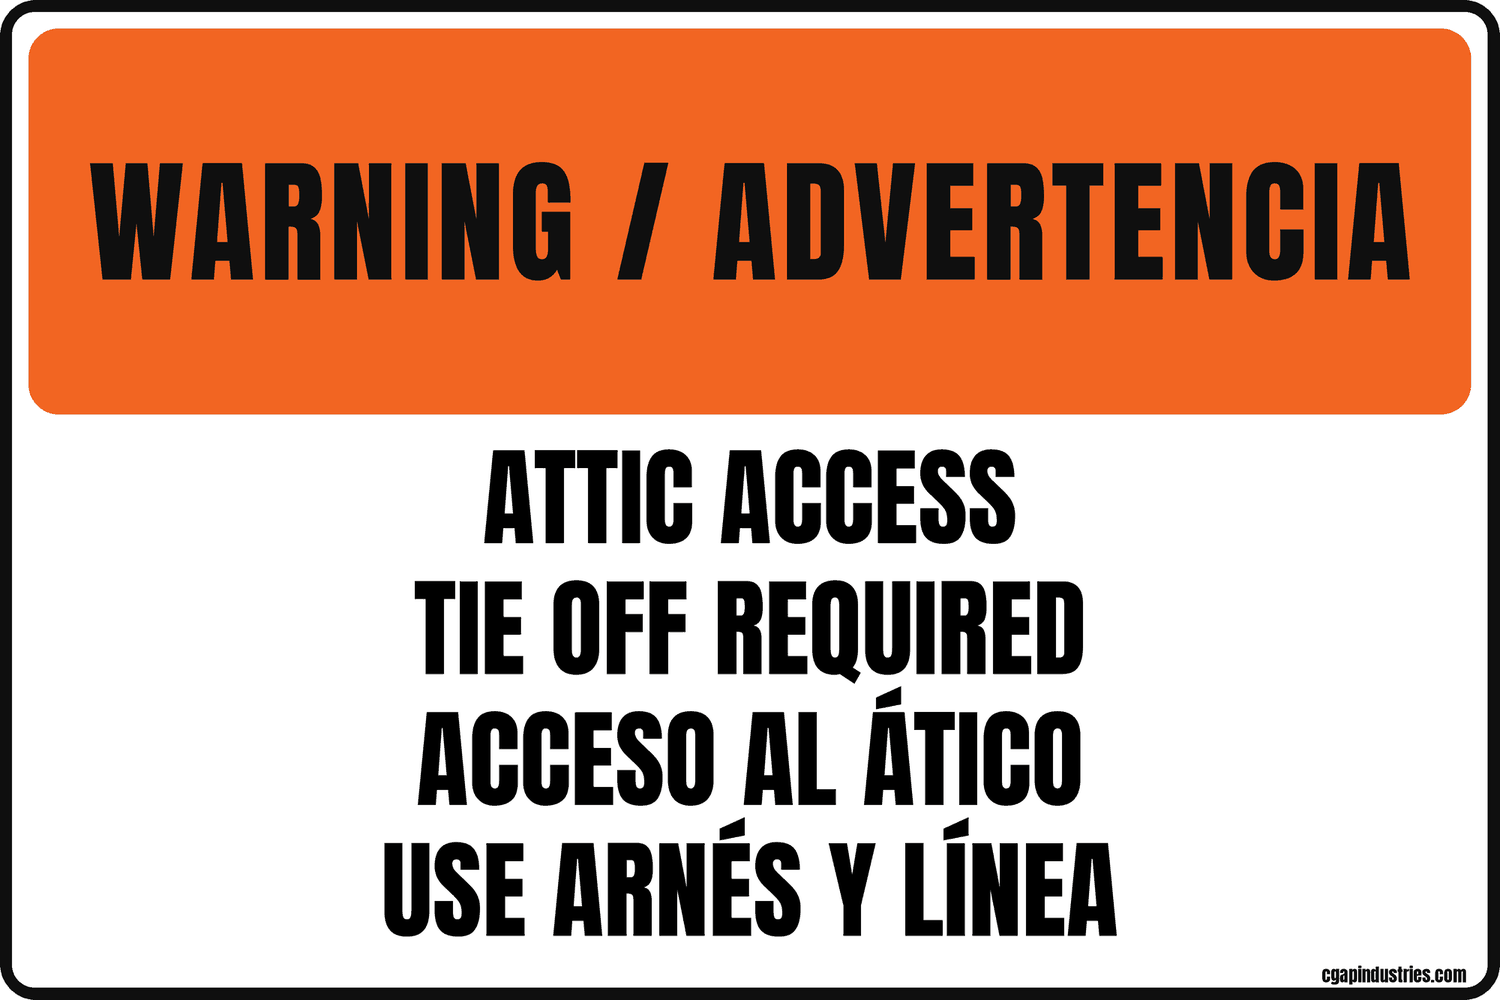 WARNING / ADVERTENCIA
ATTIC ACCESS
TIE OFF REQUIRED
ACCESO AL ÁTICO
USE ARNÉS Y LÍNEA
cgapindustries.com